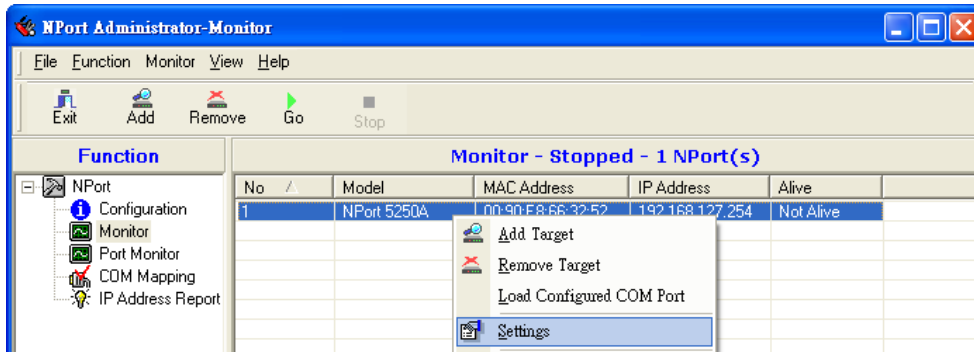 NPort Administrator-Monitor
File Function Monitor View Help
Exit Add Remove Go Stop
Function
Monitor - Stopped - 1 NPort(s)
NPort
Configuration
Monitor
Port Monitor
COM Mapping
IP Address Report
No Model MAC Address IP Address Alive
1 NPort 5250A 00:90:E8:66:32:52 192.168.127.254 Not Alive
Add Target
Remove Target
Load Configured COM Port
Settings